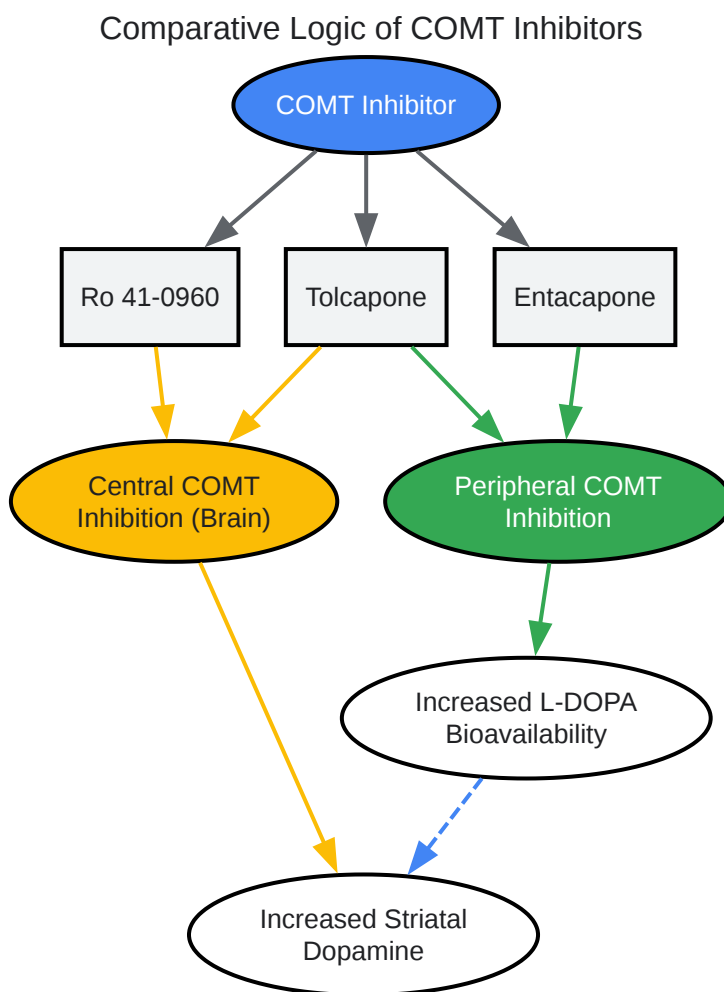 Comparative Logic of COMT Inhibitors
COMT Inhibitor
Ro 41-0960
Tolcapone
Entacapone
Central COMT
Inhibition (Brain)
Peripheral COMT
Inhibition
Increased L-DOPA
Bioavailability
Increased Striatal
Dopamine